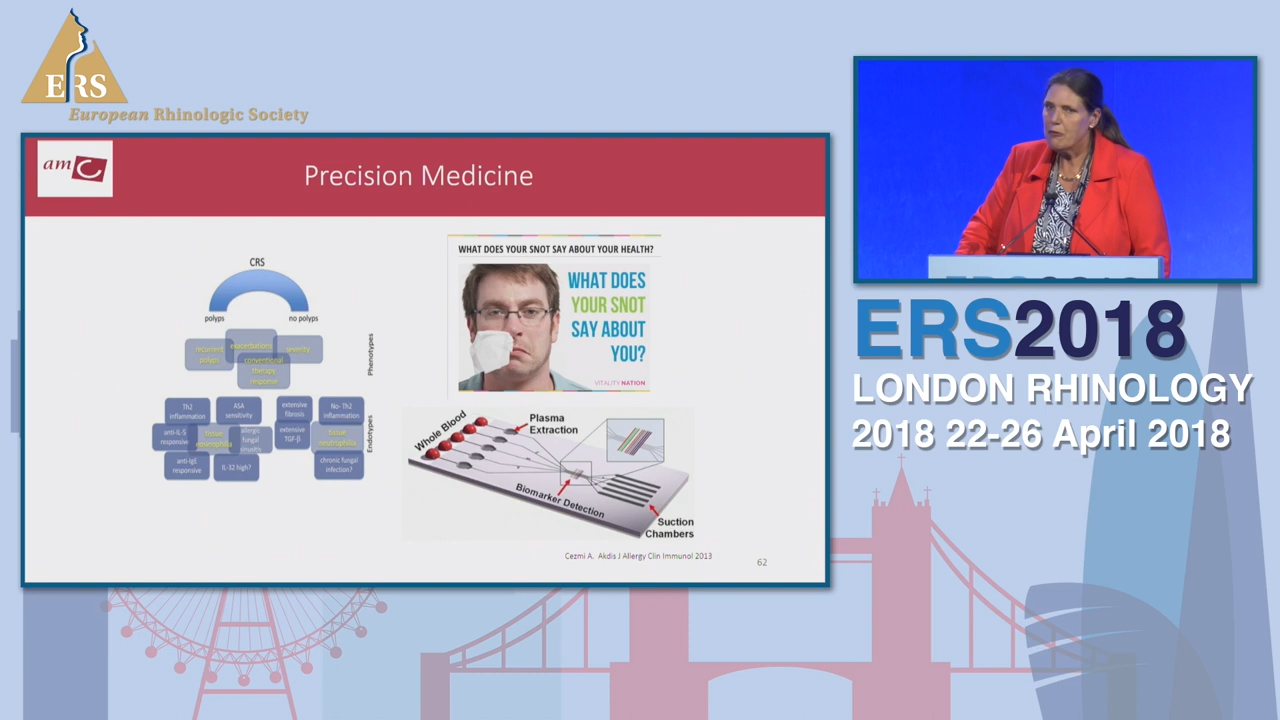 ERS
European Rhinologic Society
amC
Precision Medicine
CRS
polyps
no polyps
recurrent
polyps
exacerbations
severity
conventional
therapy
response
Phenotypes
Th2
inflammation
ASA
sensitivity
extensive
fibrosis
No- Th2
inflammation
anti-IL-5
responsive
tissue
eosinophilia
allergic
fungal
sinusitis
extensive
TGF-β
tissue
neutrophilia
anti-IgE
responsive
IL-32 high?
chronic fungal
infection?
Endotypes
WHAT DOES YOUR SNOT SAY ABOUT YOUR HEALTH?
WHAT DOES
YOUR SNOT
SAY ABOUT
YOU?
VITALITY NATION
Whole Blood
Plasma
Extraction
Biomarker Detection
Suction
Chambers
Cezmi A. Akdis J Allergy Clin Immunol 2013
62
ERS2018
LONDON RHINOLOGY
2018 22-26 April 2018